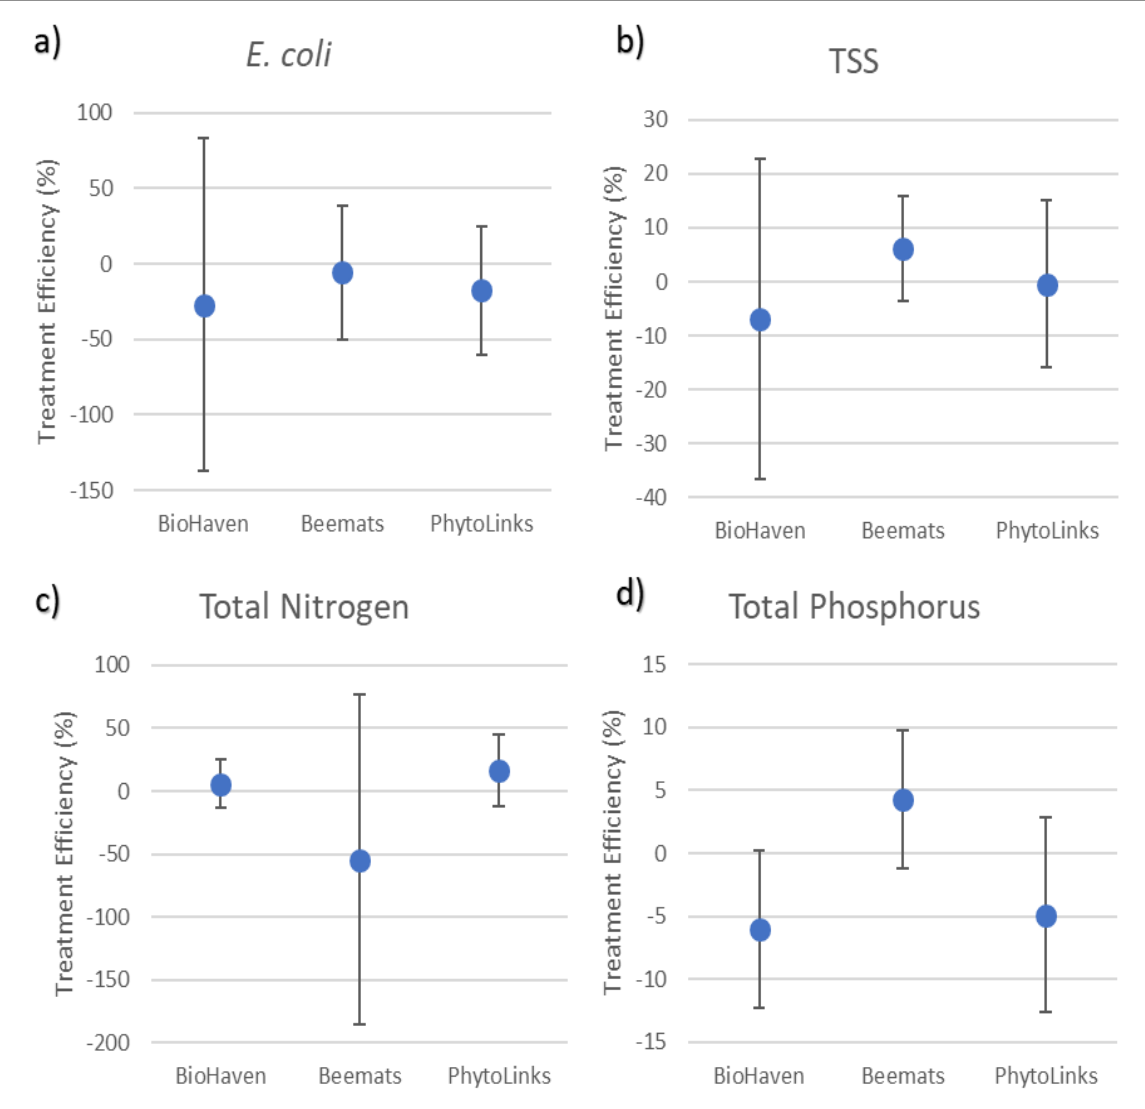 a)
E. coli
Treatment Efficiency (%)
100
50
0
-50
-100
-150
BioHaven Beemats PhytoLinks
b)
TSS
Treatment Efficiency (%)
30
20
10
0
-10
-20
-30
-40
BioHaven Beemats PhytoLinks
c)
Total Nitrogen
Treatment Efficiency (%)
100
50
0
-50
-100
-150
-200
BioHaven Beemats PhytoLinks
d)
Total Phosphorus
Treatment Efficiency (%)
15
10
5
0
-5
-10
-15
BioHaven Beemats PhytoLinks